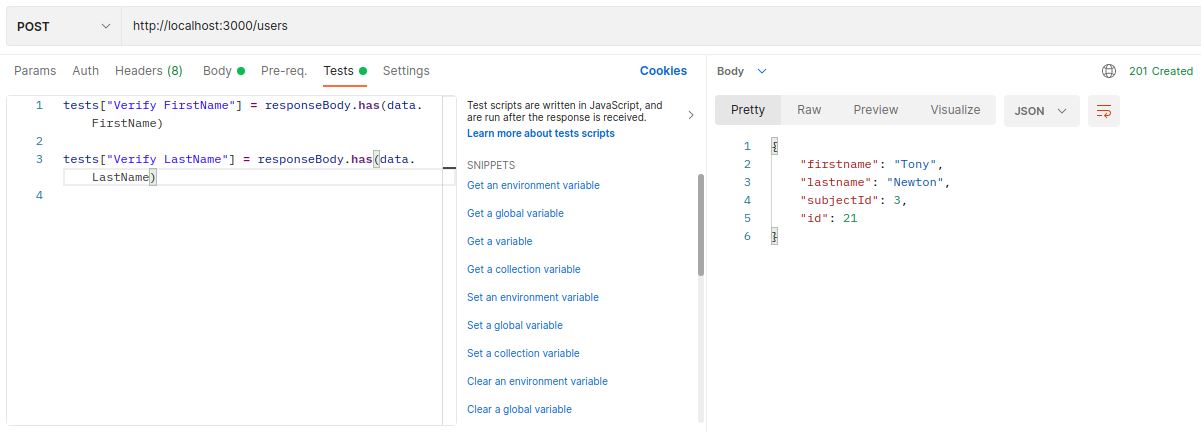 POST http://localhost:3000/users
Params Auth Headers (8) Body Pre-req. Tests Settings Cookies
1 tests["Verify FirstName"] = responseBody.has(data.
FirstName)
2
3 tests["Verify LastName"] = responseBody.has(data.
LastName)
4
Test scripts are written in JavaScript, and
are run after the response is received.
Learn more about tests scripts
SNIPPETS
Get an environment variable
Get a global variable
Get a variable
Get a collection variable
Set an environment variable
Set a global variable
Set a collection variable
Clear an environment variable
Clear a global variable
Body 201 Created
Pretty Raw Preview Visualize JSON
1 {
2 "firstname": "Tony",
3 "lastname": "Newton",
4 "subjectId": 3,
5 "id": 21
6 }